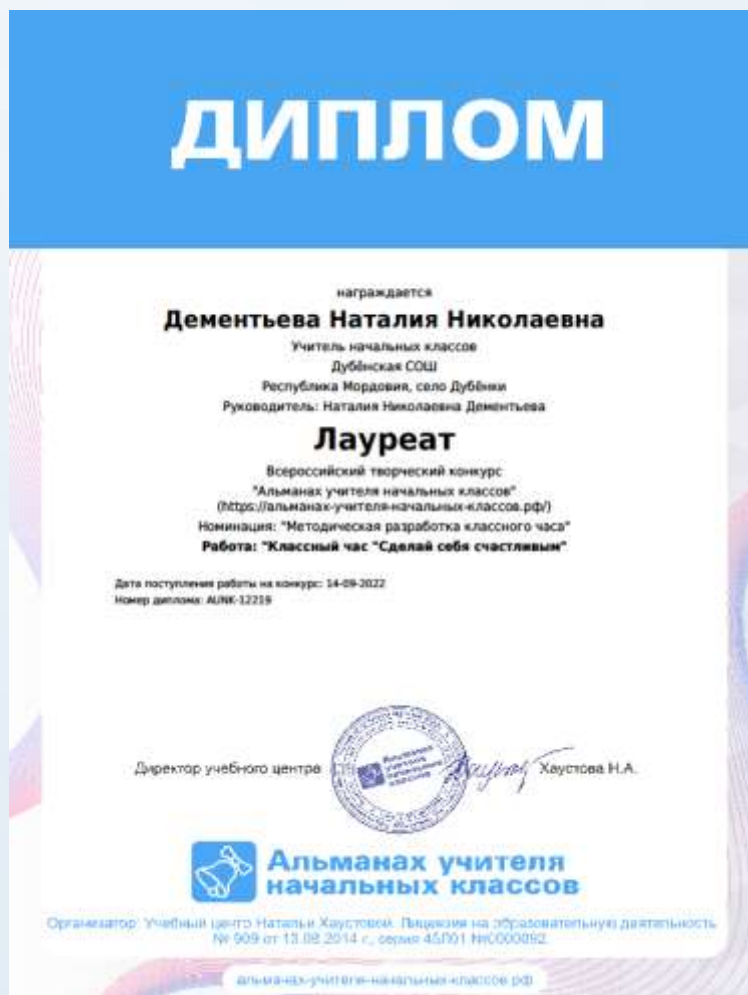 ДИПЛОМ
награждается
Дементьева Наталия Николаевна
Учитель начальных классов
Дубёнская СОШ
Республика Мордовия, село Дубёнки
Руководитель: Наталия Николаевна Дементьева
Лауреат
Всероссийский творческий конкурс
"Альманах учителя начальных классов"
(https://альманах-учителя-начальных-классов.рф/)
Номинация: "Методическая разработка классного часа"
Работа: "Классный час "Сделай себя счастливым"
Дата поступления работы на конкурс: 14-09-2022
Номер диплома: AUNK-12219
Директор учебного центра
Альманах
учителя
начальных
классов
Хаустова Н.А.
Альманах учителя
начальных классов
Организатор: Учебный центр Натальи Хаустовой. Лицензия на образовательную деятельность
№ 909 от 13.08.2014 г., серия 45Л01 №0000892
альманах-учителя-начальных-классов.рф